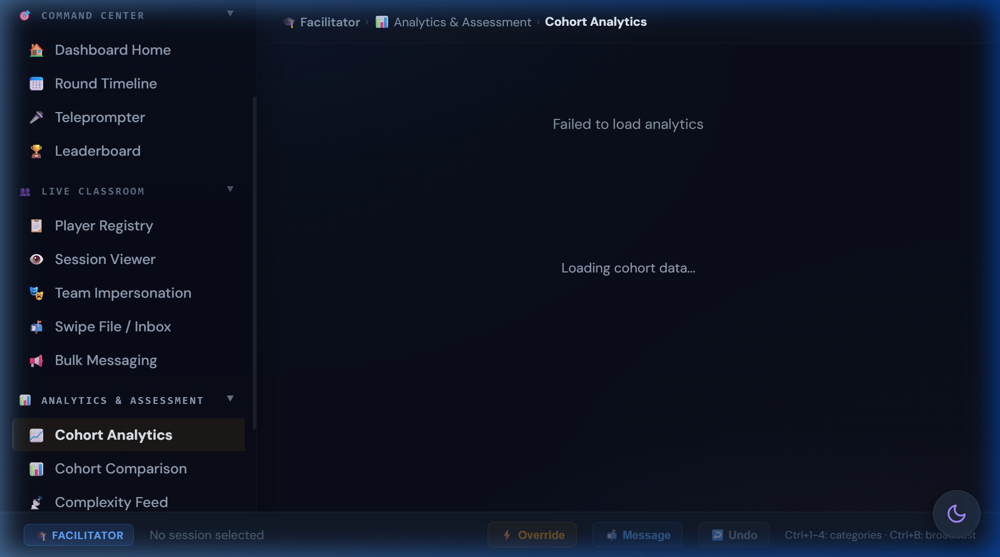 COMMAND CENTER
Dashboard Home
Round Timeline
Teleprompter
Leaderboard
LIVE CLASSROOM
Player Registry
Session Viewer
Team Impersonation
Swipe File / Inbox
Bulk Messaging
ANALYTICS & ASSESSMENT
Cohort Analytics
Cohort Comparison
Complexity Feed
Facilitator › Analytics & Assessment › Cohort Analytics
Failed to load analytics
Loading cohort data...
FACILITATOR No session selected Override Message Undo Ctrl+1-4: categories · Ctrl+B: broadcast